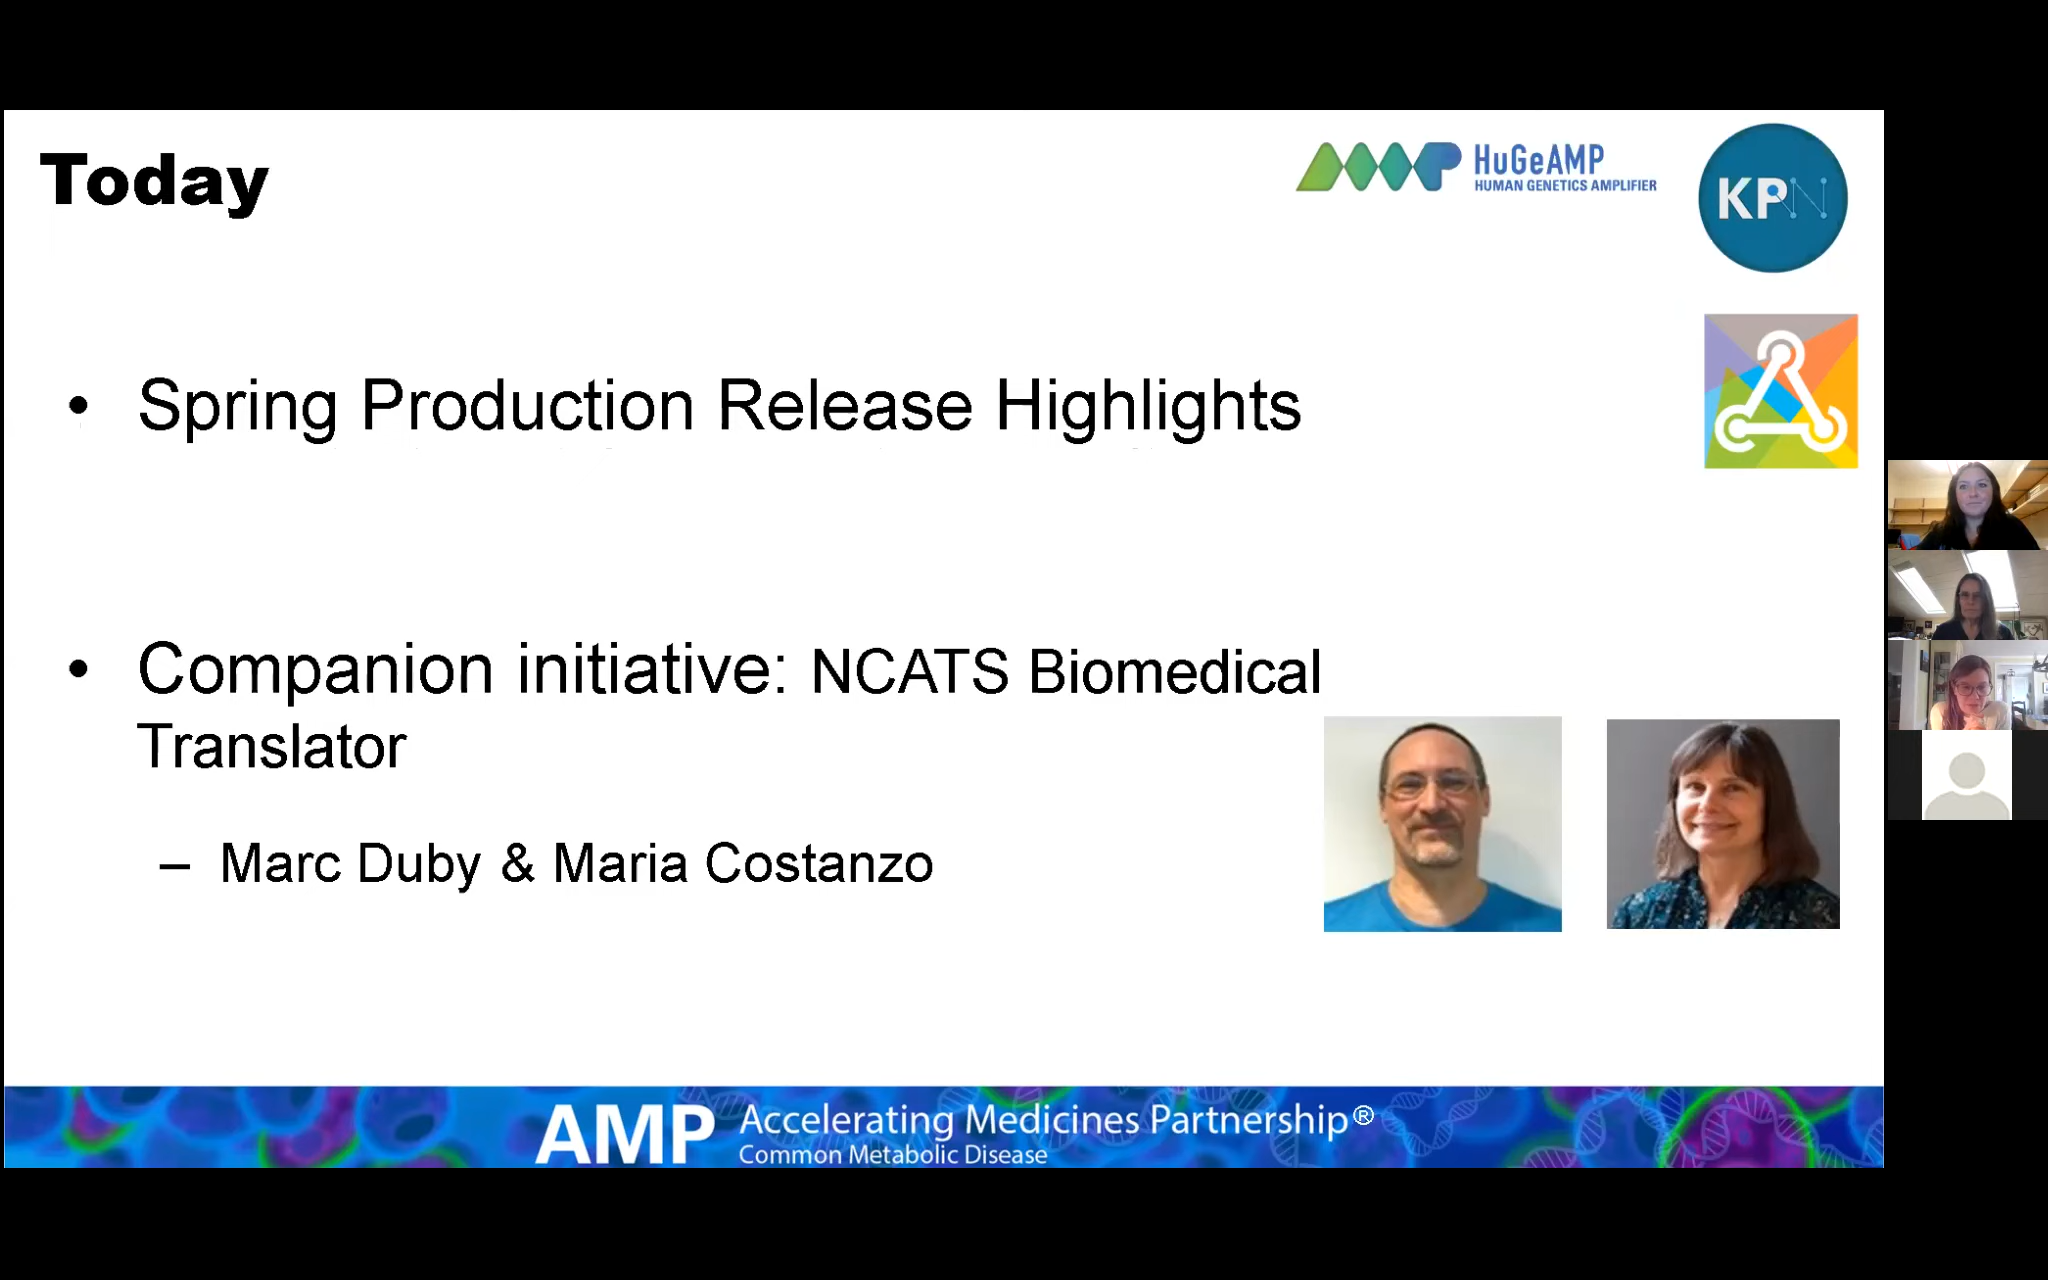 Today
AMP HuGeAMP
HUMAN GENETICS AMPLIFIER
KPN
• Spring Production Release Highlights
• Companion initiative: NCATS Biomedical
Translator
– Marc Duby & Maria Costanzo
AMP Accelerating Medicines Partnership®
Common Metabolic Disease